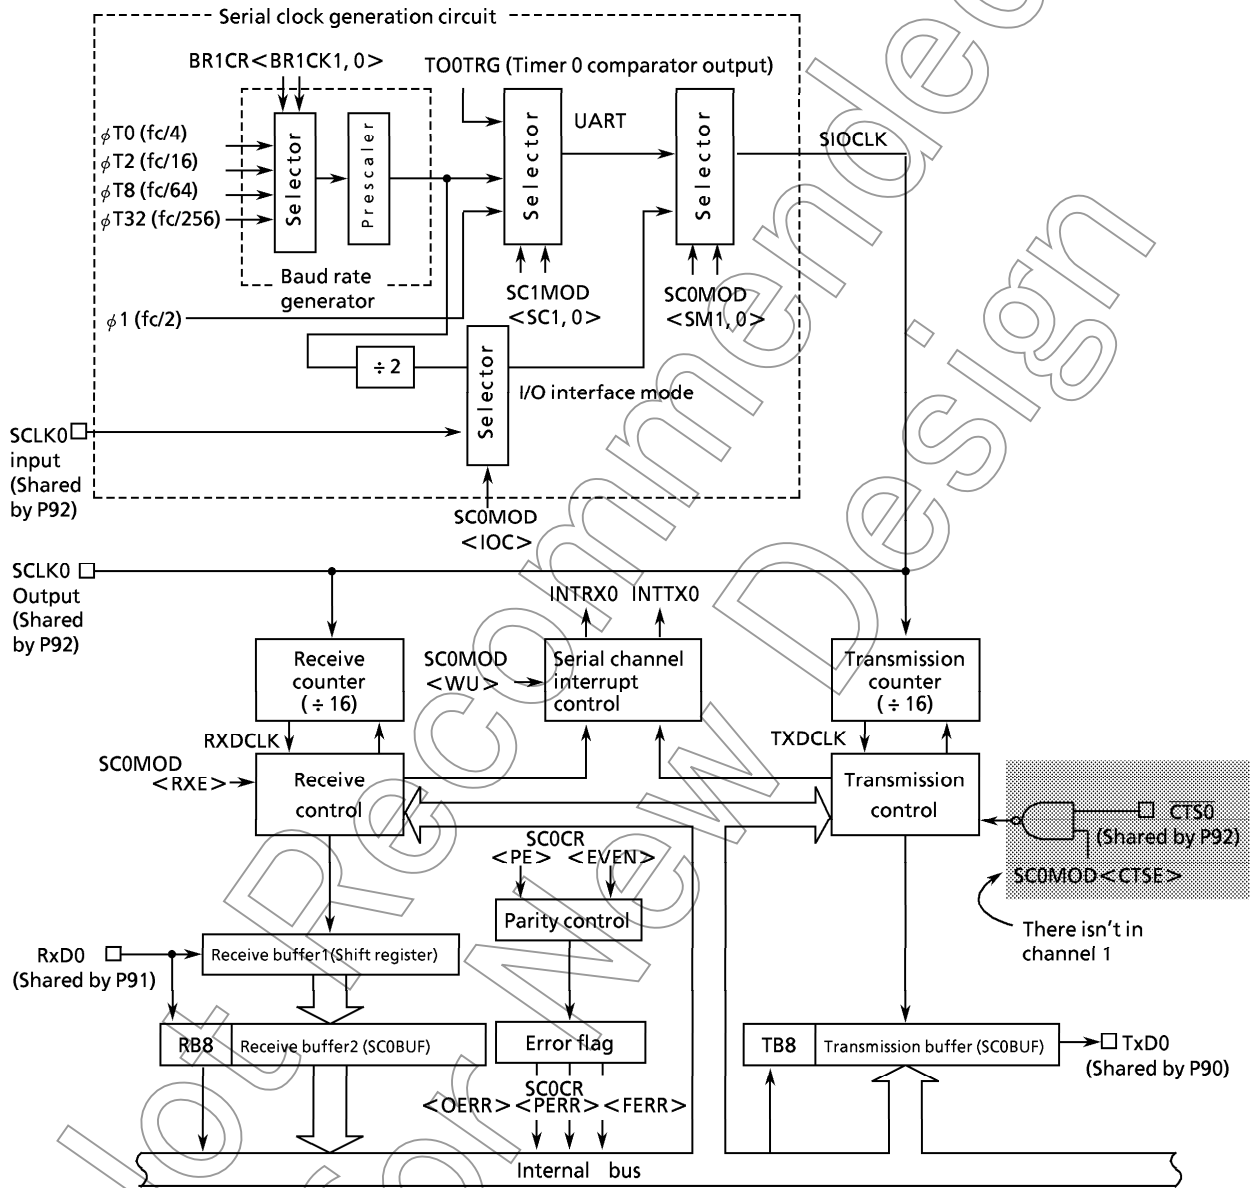 Serial clock generation circuit
BR1CR<BR1CK1, 0>
TO0TRG (Timer 0 comparator output)
φT0 (fc/4)
φT2 (fc/16)
φT8 (fc/64)
φT32 (fc/256)
Selector
Prescaler
Selector
UART
Selector
SIOCLK
Baud rate
generator
SC1MOD
<SC1, 0>
SC0MOD
<SM1, 0>
φ1 (fc/2)
÷2
Selector
I/O interface mode
SCLK0
input
(Shared
by P92)
SC0MOD
<IOC>
SCLK0
Output
(Shared
by P92)
INTRX0 INTTX0
Receive
counter
(÷16)
SC0MOD
<WU>
Serial channel
interrupt
control
Transmission
counter
(÷16)
RXDCLK
TXDCLK
SC0MOD
<RXE>
Receive
control
Transmission
control
CTS0
(Shared by P92)
SC0MOD<CTSE>
SC0CR
<PE> <EVEN>
Parity control
There isn't in
channel 1
RxD0
(Shared by P91)
Receive buffer1(Shift register)
RB8
Receive buffer2 (SC0BUF)
Error flag
TB8
Transmission buffer (SC0BUF)
TxD0
(Shared by P90)
SC0CR
<OERR> <PERR> <FERR>
Internal bus
Not Recommended
for New Design